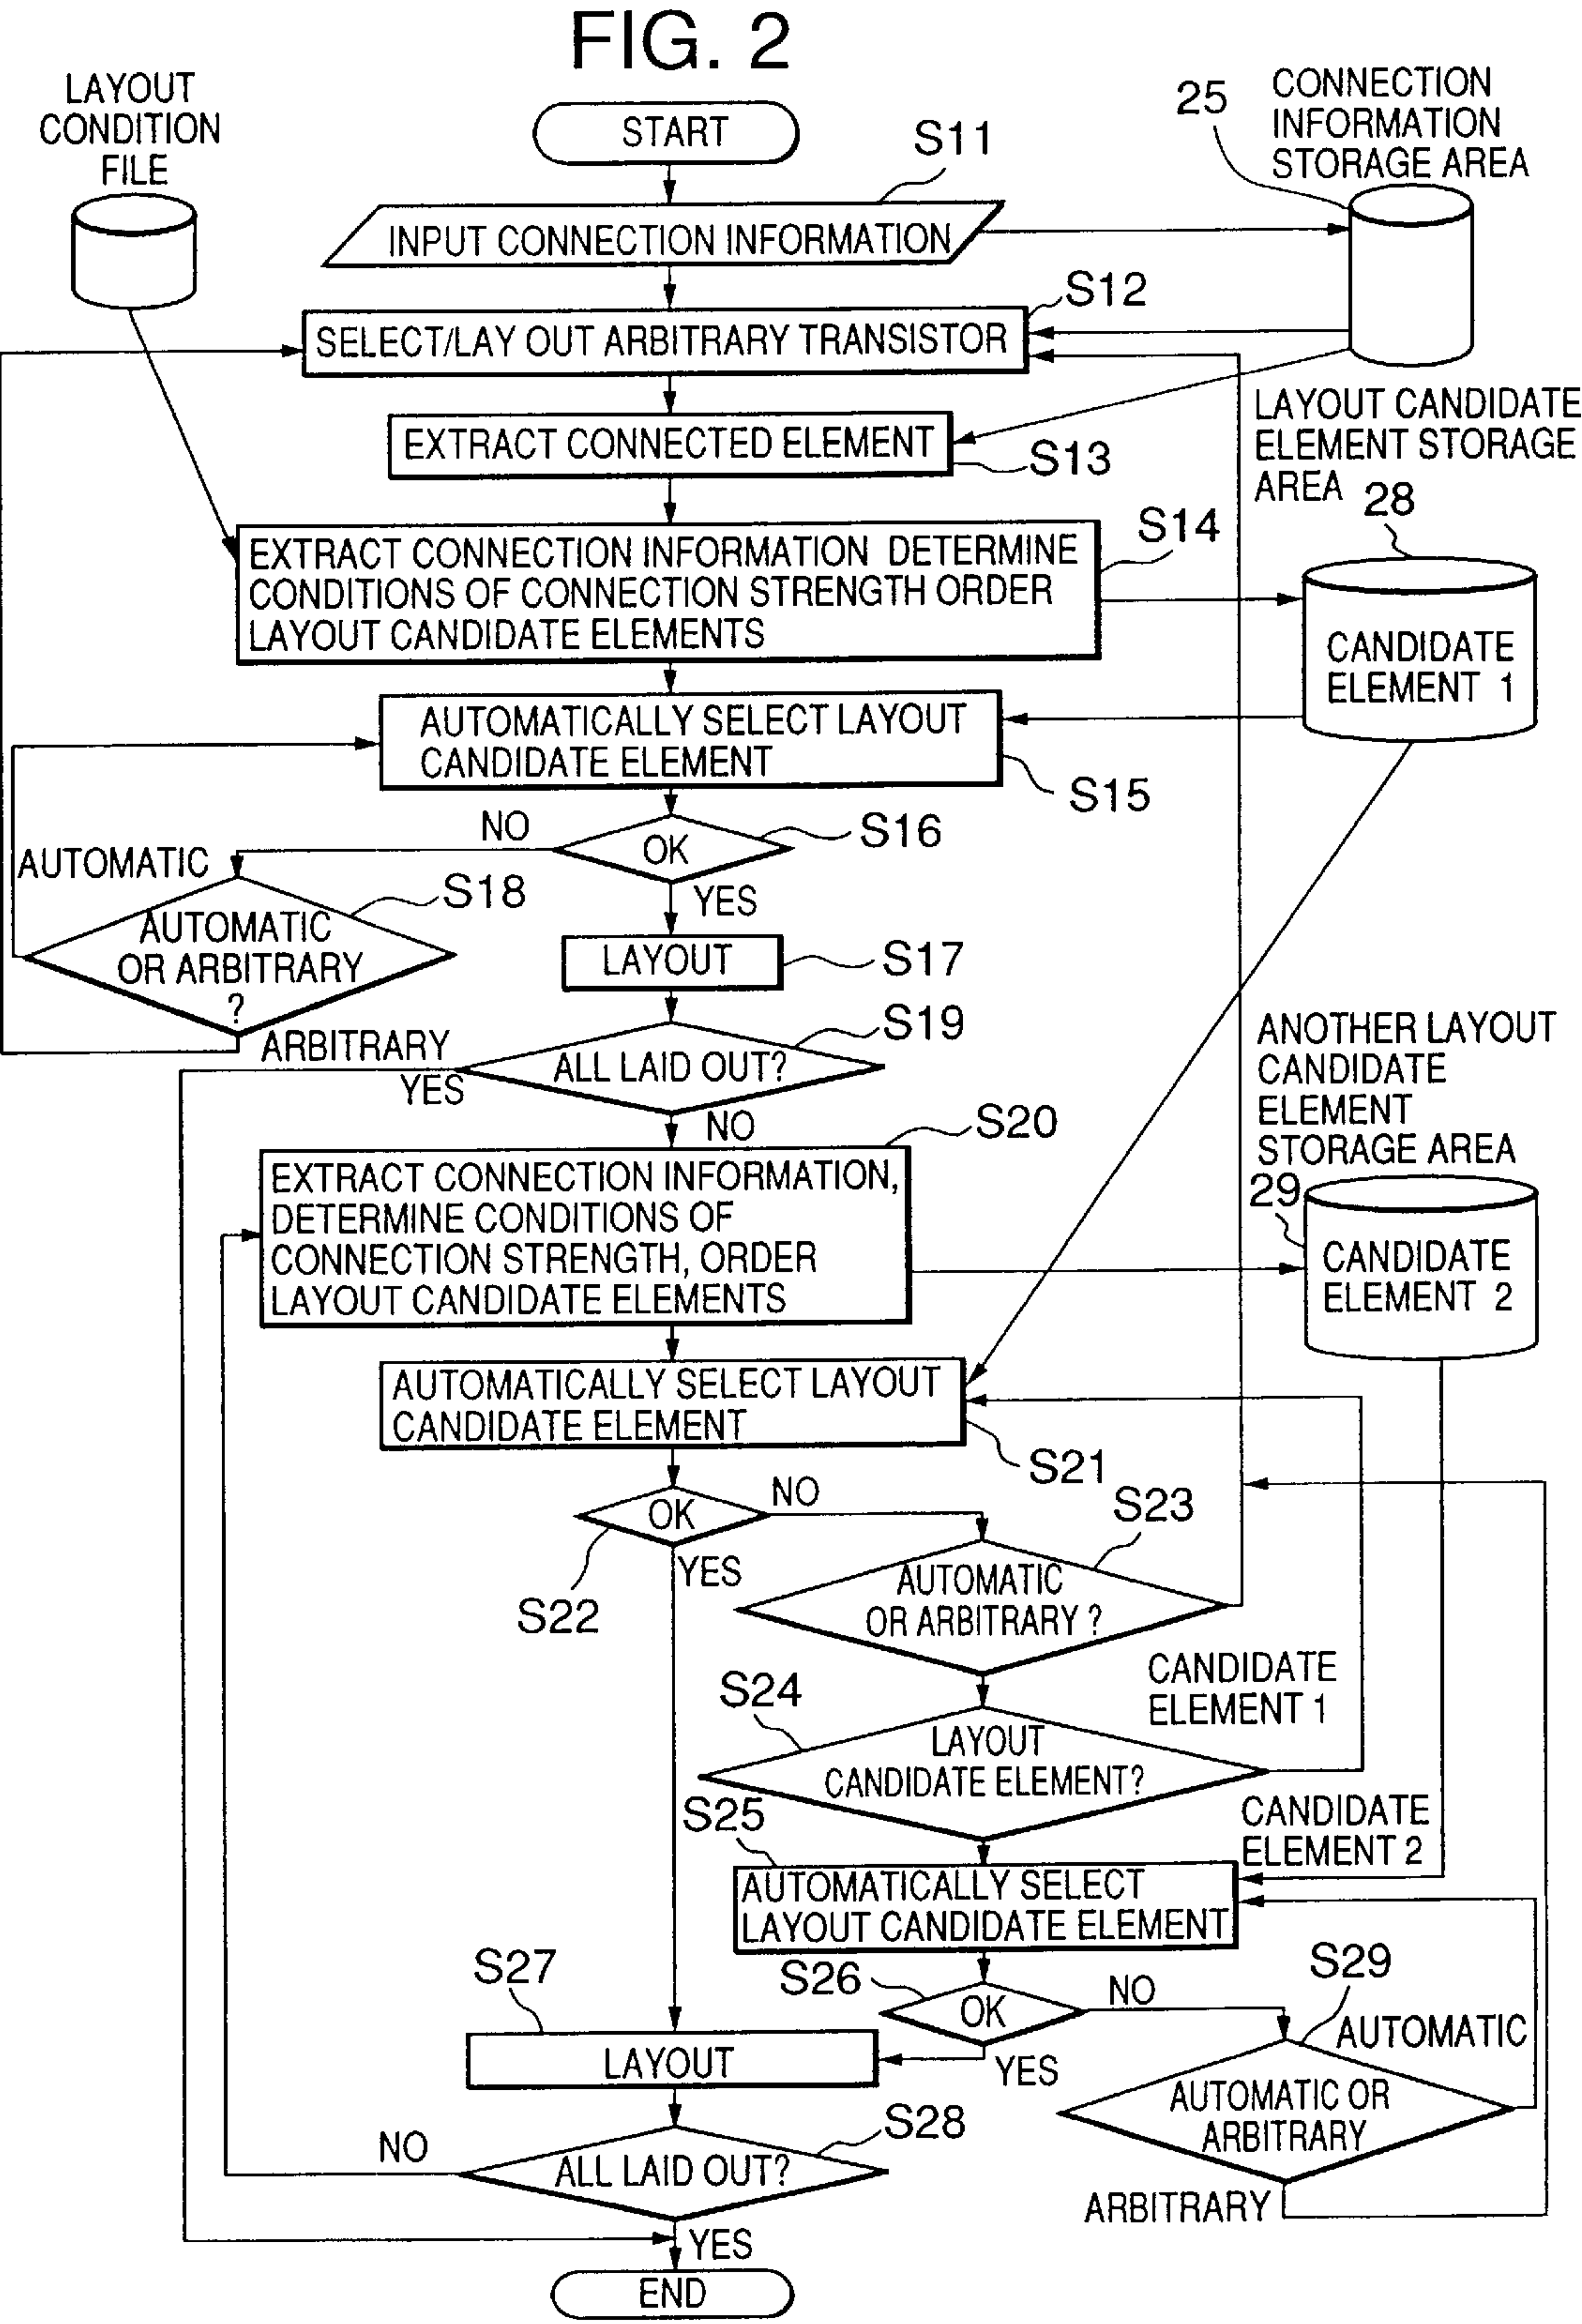 FIG. 2
LAYOUT
CONDITION
FILE
START
S11
25
CONNECTION
INFORMATION
STORAGE AREA
INPUT CONNECTION INFORMATION
S12
SELECT/LAY OUT ARBITRARY TRANSISTOR
EXTRACT CONNECTED ELEMENT
S13
LAYOUT CANDIDATE
ELEMENT STORAGE
AREA
28
S14
EXTRACT CONNECTION INFORMATION DETERMINE
CONDITIONS OF CONNECTION STRENGTH ORDER
LAYOUT CANDIDATE ELEMENTS
CANDIDATE
ELEMENT 1
AUTOMATICALLY SELECT LAYOUT
CANDIDATE ELEMENT
S15
NO
OK
S16
AUTOMATIC
YES
S18
AUTOMATIC
OR ARBITRARY
?
LAYOUT
S17
ARBITRARY
S19
ALL LAID OUT?
YES
NO
S20
ANOTHER LAYOUT
CANDIDATE
ELEMENT
STORAGE AREA
29
EXTRACT CONNECTION INFORMATION,
DETERMINE CONDITIONS OF
CONNECTION STRENGTH, ORDER
LAYOUT CANDIDATE ELEMENTS
CANDIDATE
ELEMENT 2
AUTOMATICALLY SELECT LAYOUT
CANDIDATE ELEMENT
S21
OK
NO
S22
YES
S23
AUTOMATIC
OR ARBITRARY ?
CANDIDATE
ELEMENT 1
S24
LAYOUT
CANDIDATE ELEMENT?
S25
CANDIDATE
ELEMENT 2
AUTOMATICALLY SELECT
LAYOUT CANDIDATE ELEMENT
S27
S26
OK
NO
S29
AUTOMATIC
LAYOUT
YES
AUTOMATIC OR
ARBITRARY
S28
NO
ALL LAID OUT?
ARBITRARY
YES
END